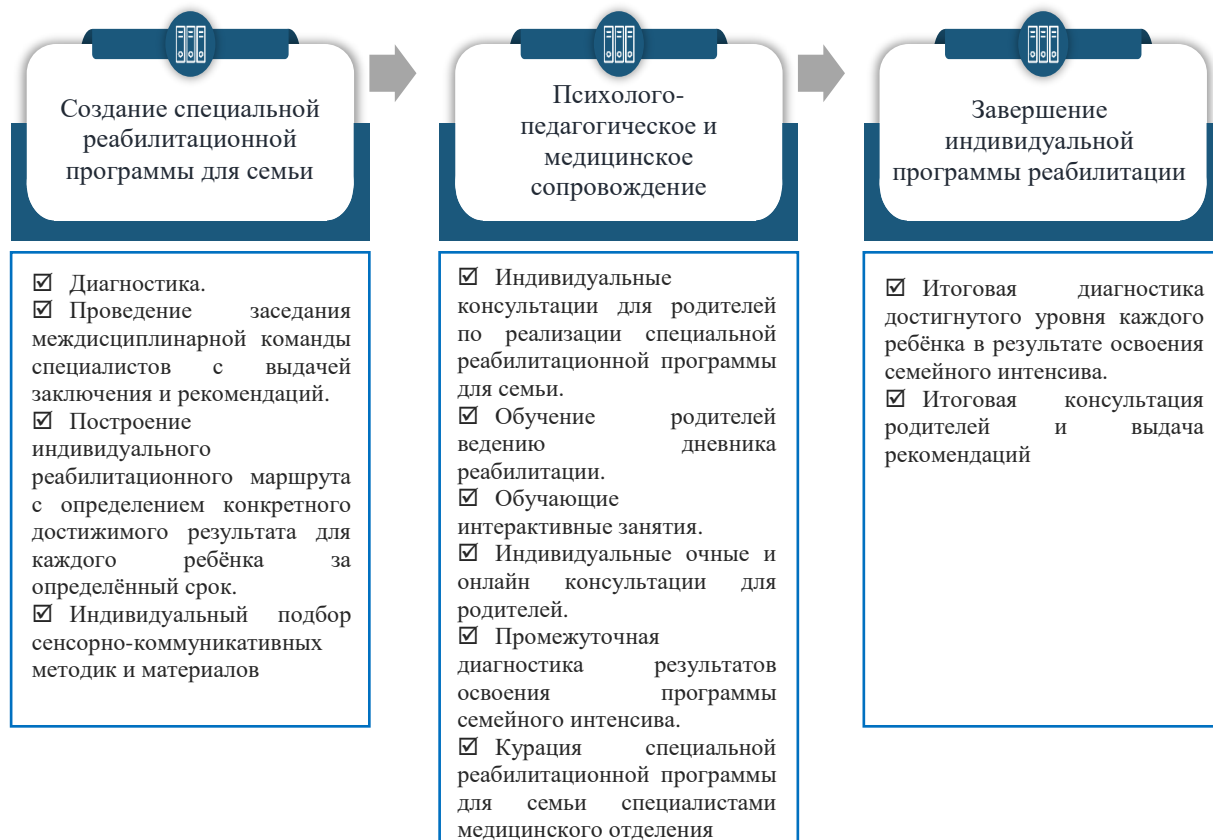 Создание специальной
реабилитационной
программы для семьи
☑ Диагностика.
☑ Проведение заседания
междисциплинарной команды
специалистов с выдачей
заключения и рекомендаций.
☑ Построение
индивидуального
реабилитационного маршрута
с определением конкретного
достижимого результата для
каждого ребёнка за
определённый срок.
☑ Индивидуальный подбор
сенсорно-коммуникативных
методик и материалов
Психолого-
педагогическое и
медицинское
сопровождение
☑ Индивидуальные
консультации для родителей
по реализации специальной
реабилитационной программы
для семьи.
☑ Обучение родителей
ведению дневника
реабилитации.
☑ Обучающие
интерактивные занятия.
☑ Индивидуальные очные и
онлайн консультации для
родителей.
☑ Промежуточная
диагностика результатов
освоения программы
семейного интенсива.
☑ Курация специальной
реабилитационной программы
для семьи специалистами
медицинского отделения
Завершение
индивидуальной
программы реабилитации
☑ Итоговая диагностика
достигнутого уровня каждого
ребёнка в результате освоения
семейного интенсива.
☑ Итоговая консультация
родителей и выдача
рекомендаций